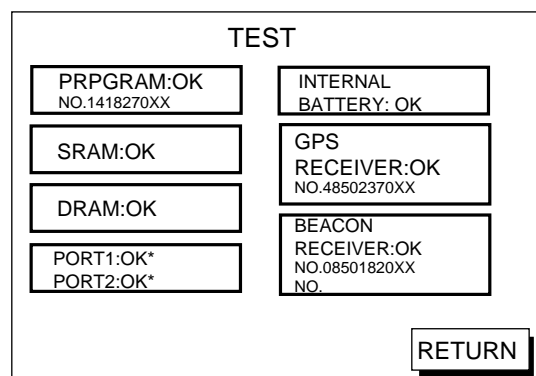 TEST
PRPGRAM:OK
NO.1418270XX
SRAM:OK
DRAM:OK
PORT1:OK*
PORT2:OK*
INTERNAL
BATTERY: OK
GPS
RECEIVER:OK
NO.48502370XX
BEACON
RECEIVER:OK
NO.08501820XX
NO.
RETURN